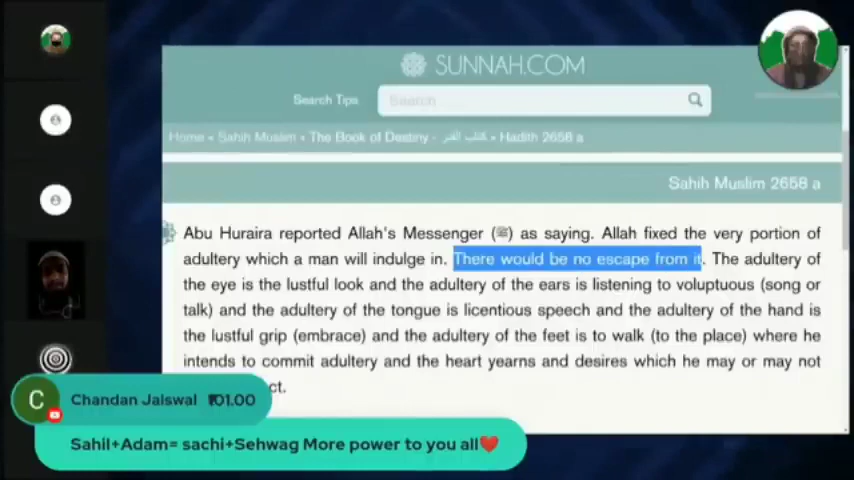 SUNNAH.COM
Search Tips
Search
Home » Sahih Muslim » The Book of Destiny - كتاب القدر » Hadith 2658 a
Sahih Muslim 2658 a
Abu Huraira reported Allah's Messenger (ﷺ) as saying. Allah fixed the very portion of
adultery which a man will indulge in. There would be no escape from it. The adultery of
the eye is the lustful look and the adultery of the ears is listening to voluptuous (song or
talk) and the adultery of the tongue is licentious speech and the adultery of the hand is
the lustful grip (embrace) and the adultery of the feet is to walk (to the place) where he
intends to commit adultery and the heart yearns and desires which he may or may not
ct.
C
Chandan Jaiswal ₹101.00
Sahil+Adam= sachi+Sehwag More power to you all❤️